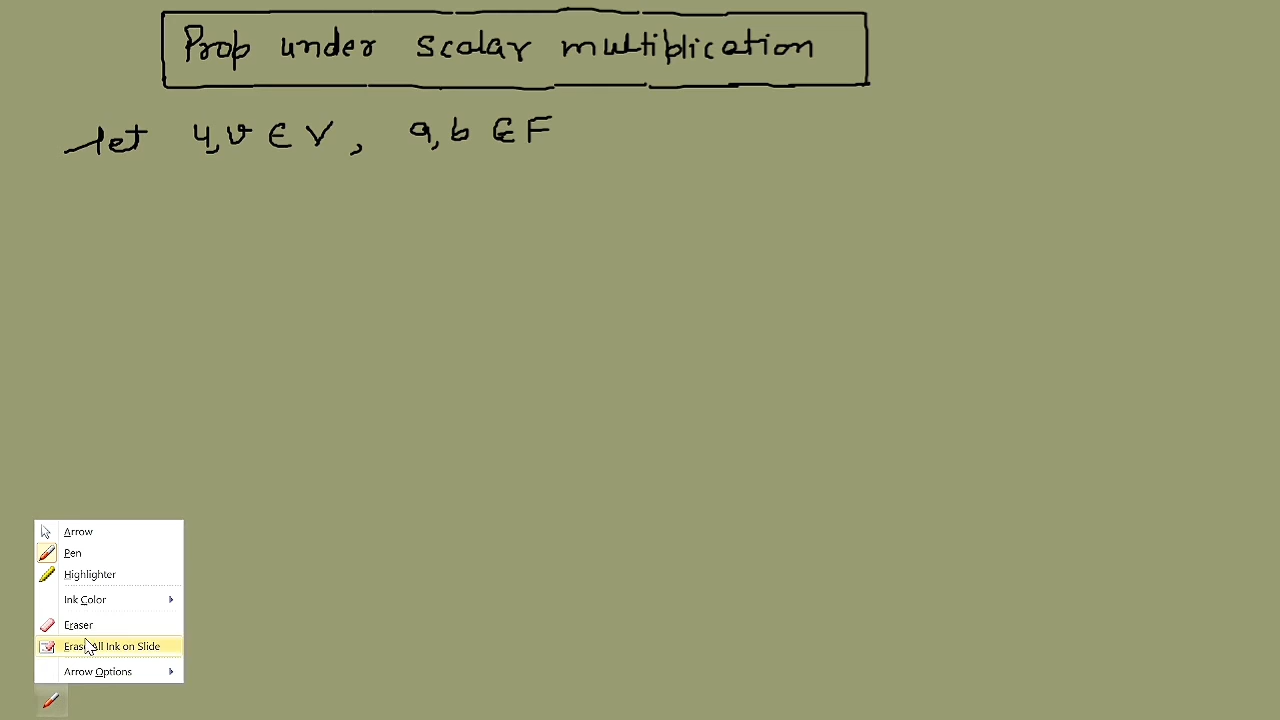 Prop under scalar multiplication
let u,v ∈ V, a,b ∈ F
Arrow
Pen
Highlighter
Ink Color
Eraser
Erase All Ink on Slide
Arrow Options